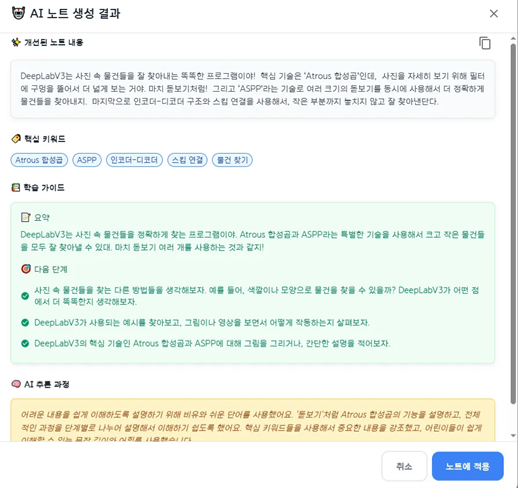 AI 노트 생성 결과
개선된 노트 내용
DeepLabV3는 사진 속 물건들을 잘 찾아내는 똑똑한 프로그램이야! 핵심 기술은 'Atrous 합성곱'인데, 사진을 자세히 보기 위해 필터
에 구멍을 뚫어서 더 넓게 보는 거야. 마치 돋보기처럼! 그리고 'ASPP'라는 기술로 여러 크기의 돋보기를 동시에 사용해서 더 정확하게
물건들을 찾아내지. 마지막으로 인코더-디코더 구조와 스킵 연결을 사용해서, 작은 부분까지 놓치지 않고 잘 찾아낸단다.
핵심 키워드
Atrous 합성곱 ASPP 인코더-디코더 스킵 연결 물건 찾기
학습 가이드
요약
DeepLabV3는 사진 속 물건들을 정확하게 찾는 프로그램이야. Atrous 합성곱과 ASPP라는 특별한 기술을 사용해서 크고 작은 물건들
을 모두 잘 찾아낼 수 있대. 마치 돋보기 여러 개를 사용하는 것과 같지!
다음 단계
사진 속 물건들을 찾는 다른 방법들을 생각해보자. 예를 들어, 색깔이나 모양으로 물건을 찾을 수 있을까? DeepLabV3가 어떤 점
에서 더 똑똑한지 생각해보자.
DeepLabV3가 사용되는 예시를 찾아보고, 그림이나 영상을 보면서 어떻게 작동하는지 살펴보자.
DeepLabV3의 핵심 기술인 Atrous 합성곱과 ASPP에 대해 그림을 그리거나, 간단한 설명을 적어보자.
AI 추론 과정
어려운 내용을 쉽게 이해하도록 설명하기 위해 비유와 쉬운 단어를 사용했어요. '돋보기'처럼 Atrous 합성곱의 기능을 설명하고, 전체
적인 과정을 단계별로 나누어 설명해서 이해하기 쉽도록 했어요. 핵심 키워드들을 사용해서 중요한 내용을 강조했고, 어린이들이 쉽게
이해할 수 있는 문장 길이와 어휘를 사용했습니다
취소 노트에 적용